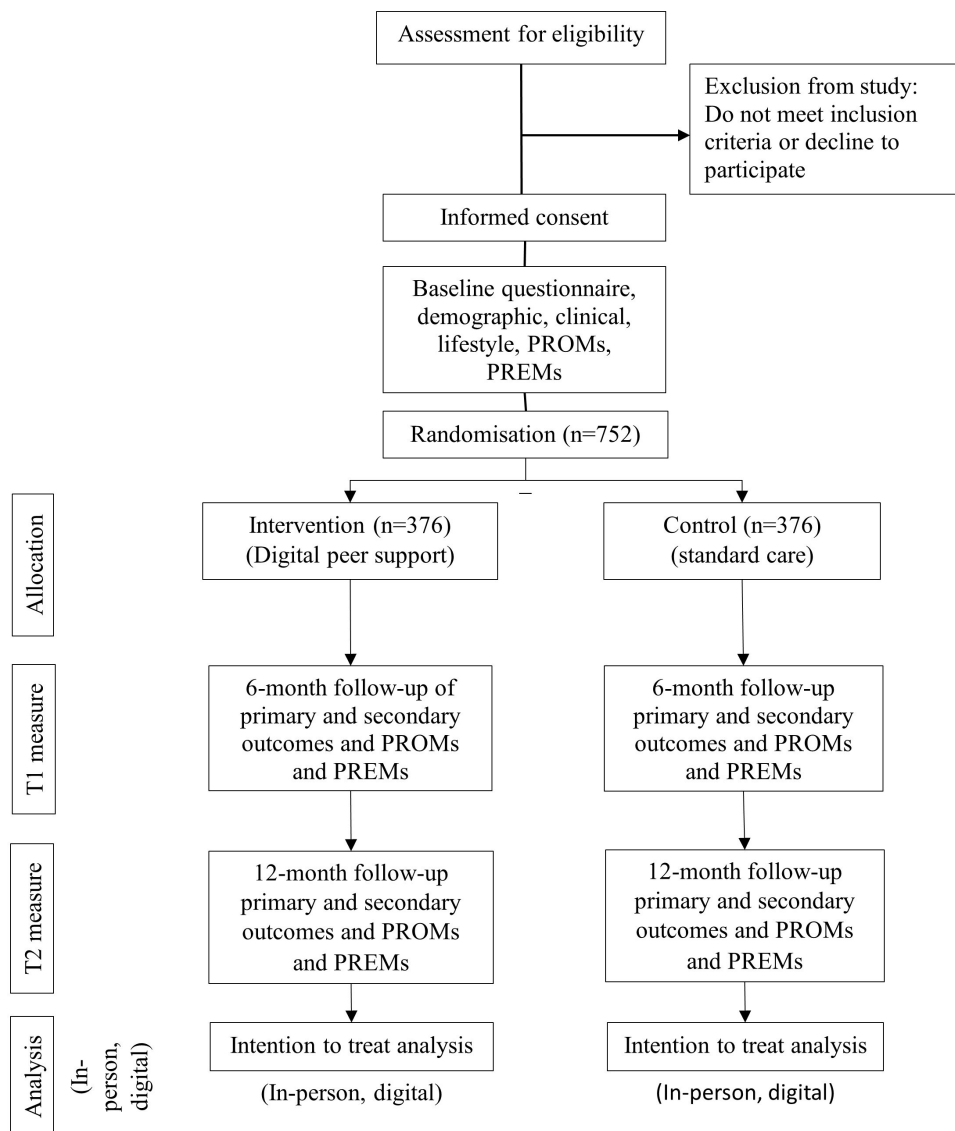 Assessment for eligibility
Exclusion from study:
Do not meet inclusion
criteria or decline to
participate
Informed consent
Baseline questionnaire,
demographic, clinical,
lifestyle, PROMs,
PREMs
Randomisation (n=752)
Allocation
Intervention (n=376)
(Digital peer support)
Control (n=376)
(standard care)
T1 measure
6-month follow-up of
primary and secondary
outcomes and PROMs
and PREMs
6-month follow-up
primary and secondary
outcomes and PROMs
and PREMs
T2 measure
12-month follow-up
primary and secondary
outcomes and PROMs
and PREMs
12-month follow-up
primary and secondary
outcomes and PROMs
and PREMs
Analysis
(In-
person,
digital)
Intention to treat analysis
(In-person, digital)
Intention to treat analysis
(In-person, digital)